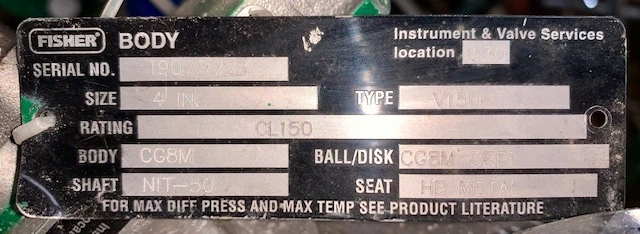 FISHER BODY
Instrument & Valve Services
location
SERIAL NO.
SIZE 4 IN TYPE
RATING CL150
BODY CG8M BALL/DISK CG8M
SHAFT NIT-50 SEAT HD METAL
FOR MAX DIFF PRESS AND MAX TEMP SEE PRODUCT LITERATURE